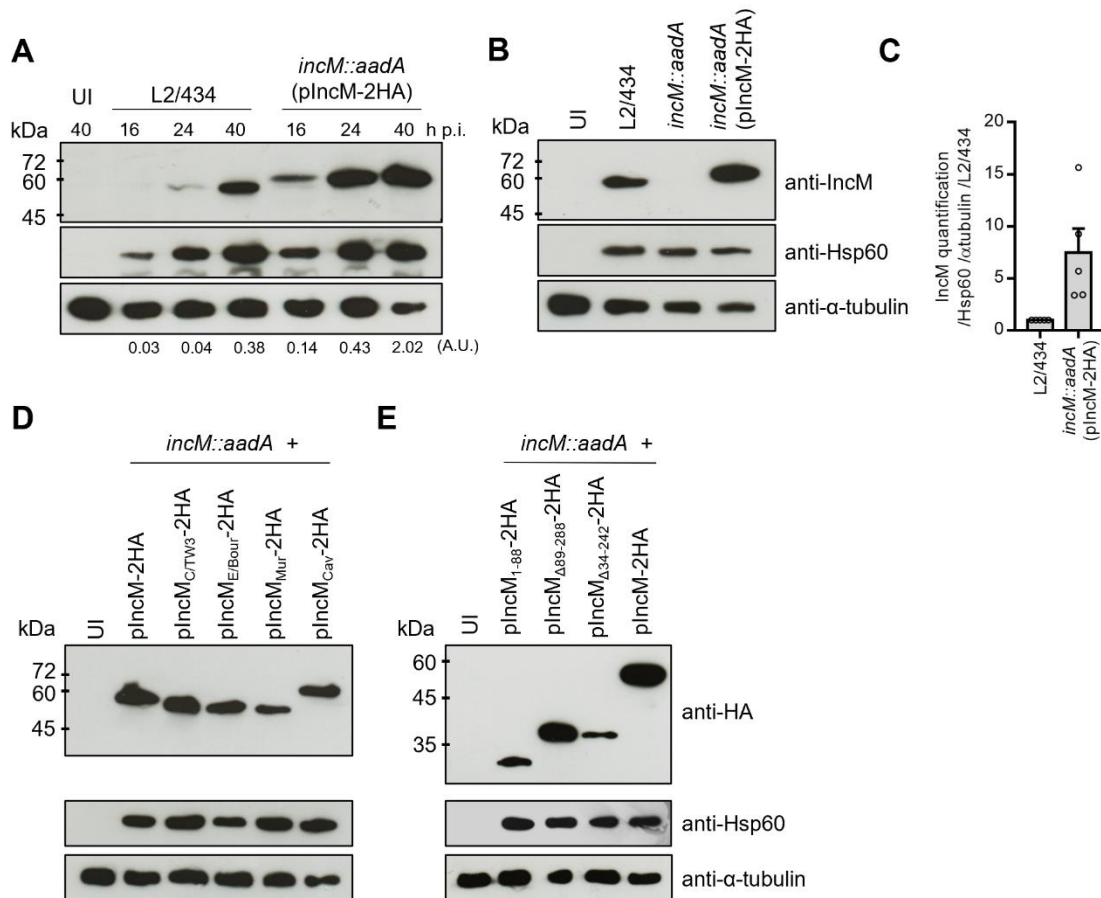 A
incM::aadA
UI L2/434 (pIncM-2HA)
kDa 40 16 24 40 16 24 40 h p.i.
72
60
45
0.03 0.04 0.38 0.14 0.43 2.02 (A.U.)
B
UI
L2/434
incM::aadA
incM::aadA
(pIncM-2HA)
kDa
72
60
45
anti-IncM
anti-Hsp60
anti-α-tubulin
C
IncM quantification
/Hsp60 /αtubulin /L2/434
20
15
10
5
0
L2/434
incM::aadA
(pIncM-2HA)
D
incM::aadA +
UI
pIncM-2HA
pIncMC/TW3-2HA
pIncME/Bour-2HA
pIncMMur-2HA
pIncMCav-2HA
kDa
72
60
45
E
incM::aadA +
UI
pIncM1-88-2HA
pIncMΔ89-288-2HA
pIncMΔ34-242-2HA
pIncM-2HA
kDa
60
45
35
anti-HA
anti-Hsp60
anti-α-tubulin